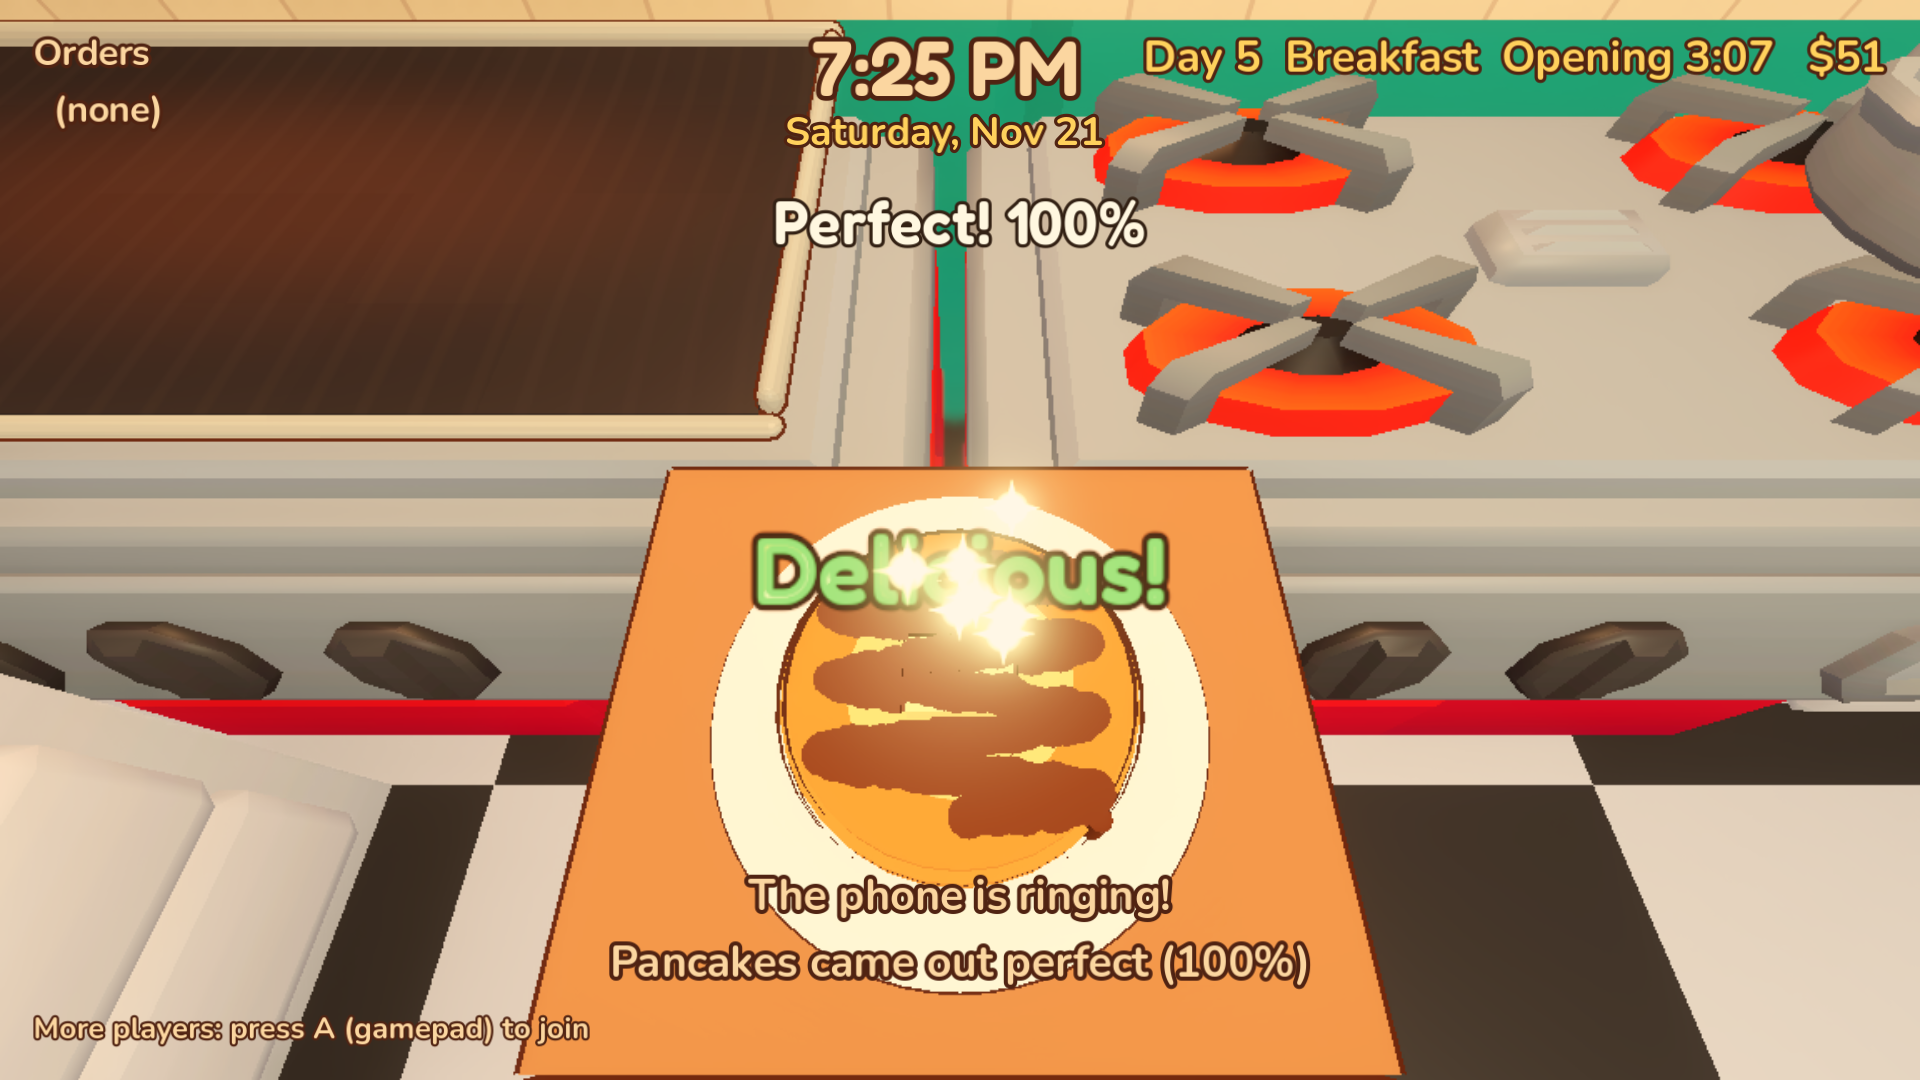 Orders
(none)
7:25 PM
Saturday, Nov 21
Day 5 Breakfast Opening 3:07 $51
Perfect! 100%
Delicious!
The phone is ringing!
Pancakes came out perfect (100%)
More players: press A (gamepad) to join